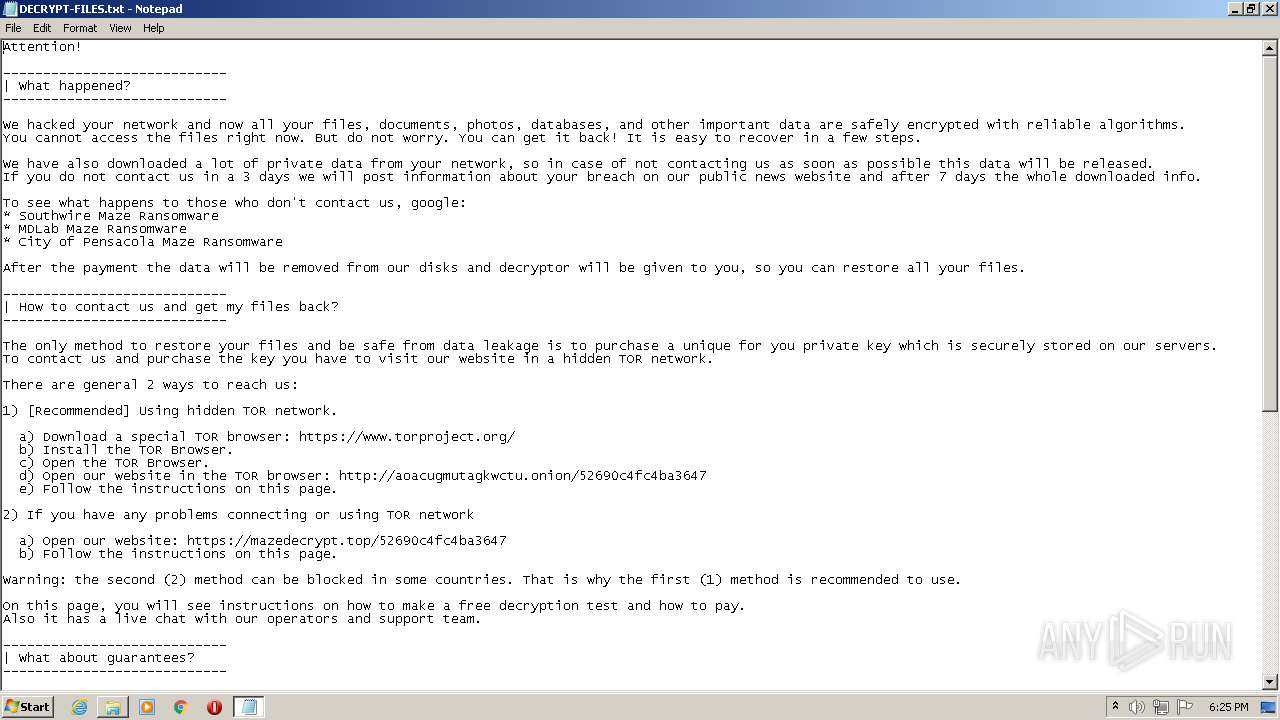 DECRYPT-FILES.txt - Notepad
File Edit Format View Help
Attention!
----------------------------
| What happened?
----------------------------
We hacked your network and now all your files, documents, photos, databases, and other important data are safely encrypted with reliable algorithms.
You cannot access the files right now. But do not worry. You can get it back! It is easy to recover in a few steps.
We have also downloaded a lot of private data from your network, so in case of not contacting us as soon as possible this data will be released.
If you do not contact us in a 3 days we will post information about your breach on our public news website and after 7 days the whole downloaded info.
To see what happens to those who don't contact us, google:
* Southwire Maze Ransomware
* MDLab Maze Ransomware
* City of Pensacola Maze Ransomware
After the payment the data will be removed from our disks and decryptor will be given to you, so you can restore all your files.
----------------------------
| How to contact us and get my files back?
----------------------------
The only method to restore your files and be safe from data leakage is to purchase a unique for you private key which is securely stored on our servers.
To contact us and purchase the key you have to visit our website in a hidden TOR network.
There are general 2 ways to reach us:
1) [Recommended] Using hidden TOR network.
a) Download a special TOR browser: https://www.torproject.org/
b) Install the TOR Browser.
c) Open the TOR Browser.
d) Open our website in the TOR browser: http://aoacugmutagkwctu.onion/52690c4fc4ba3647
e) Follow the instructions on this page.
2) If you have any problems connecting or using TOR network
a) Open our website: https://mazedecrypt.top/52690c4fc4ba3647
b) Follow the instructions on this page.
Warning: the second (2) method can be blocked in some countries. That is why the first (1) method is recommended to use.
On this page, you will see instructions on how to make a free decryption test and how to pay.
Also it has a live chat with our operators and support team.
----------------------------
| What about guarantees?
----------------------------
ANY RUN
Start
6:25 PM